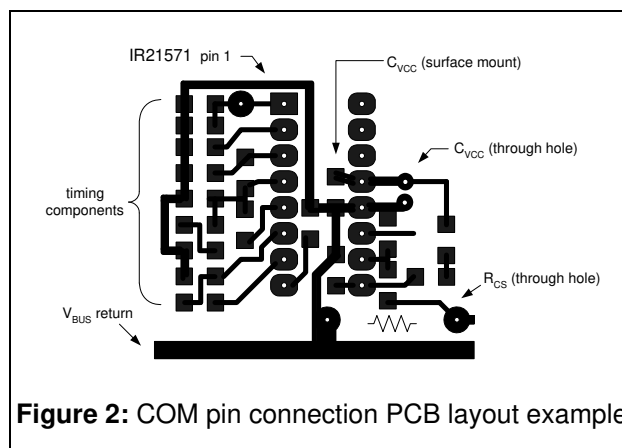 IR21571 pin 1
C_VCC (surface mount)
C_VCC (through hole)
timing
components
R_CS (through hole)
V_BUS return
Figure 2: COM pin connection PCB layout example